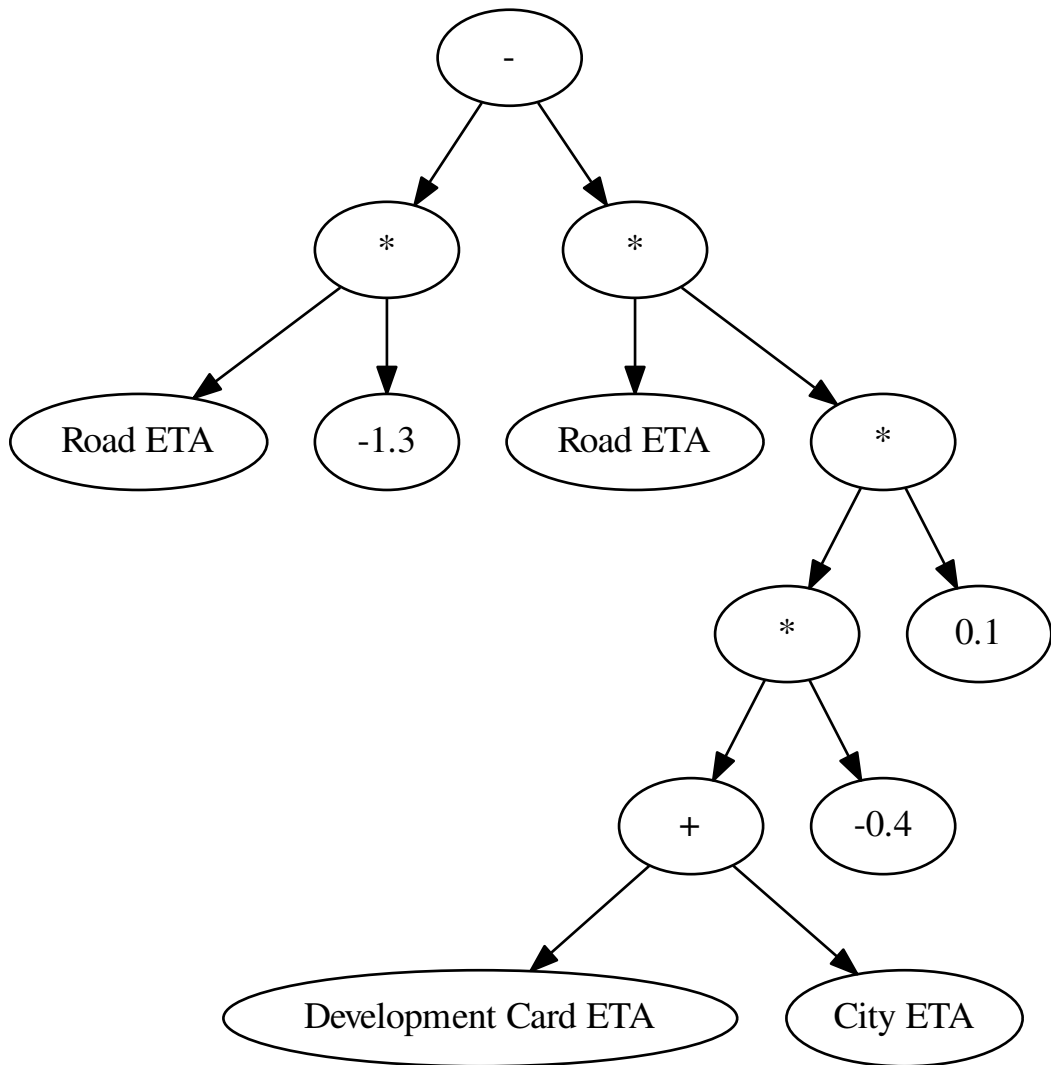 -
*
*
Road ETA
-1.3
Road ETA
*
*
0.1
+
-0.4
Development Card ETA
City ETA